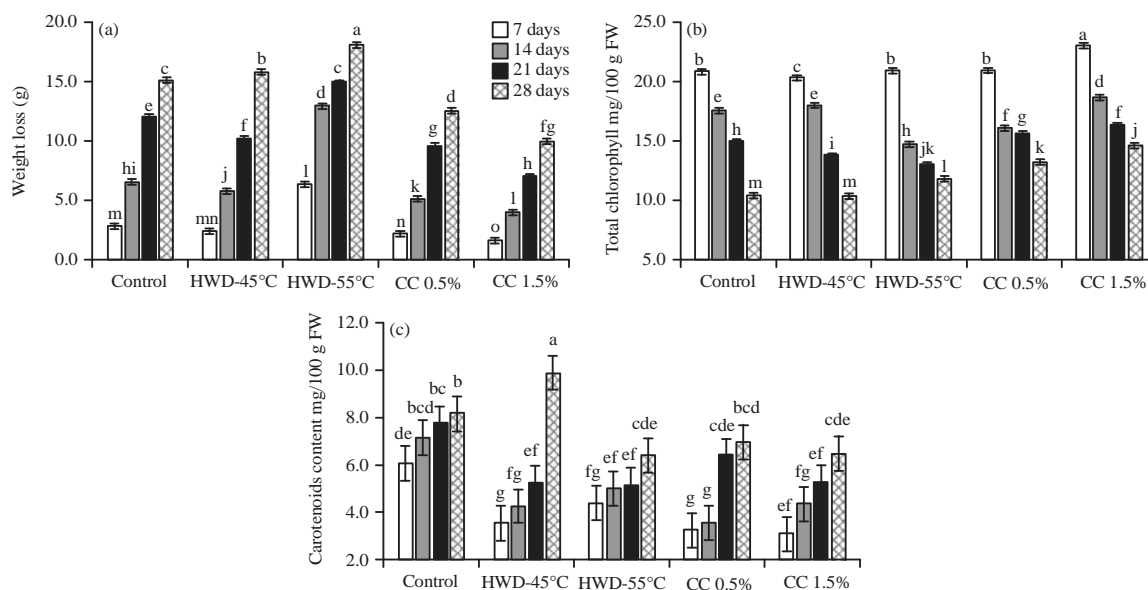 (a)
Weight loss (g)
20.0
15.0
10.0
5.0
0.0
7 days
14 days
21 days
28 days
m hi e c
mn j f b
l d c a
n k g d
o l h fg
Control HWD-45°C HWD-55°C CC 0.5% CC 1.5%
(b)
Total chlorophyll mg/100 g FW
25.0
20.0
15.0
10.0
5.0
b e h m
c e i m
b h jk l
b f g k
a d f j
Control HWD-45°C HWD-55°C CC 0.5% CC 1.5%
(c)
Carotenoids content mg/100 g FW
12.0
10.0
8.0
6.0
4.0
2.0
de bcd bc b
g fg ef a
fg ef ef cde
g g cde bcd
ef fg ef cde
Control HWD-45°C HWD-55°C CC 0.5% CC 1.5%